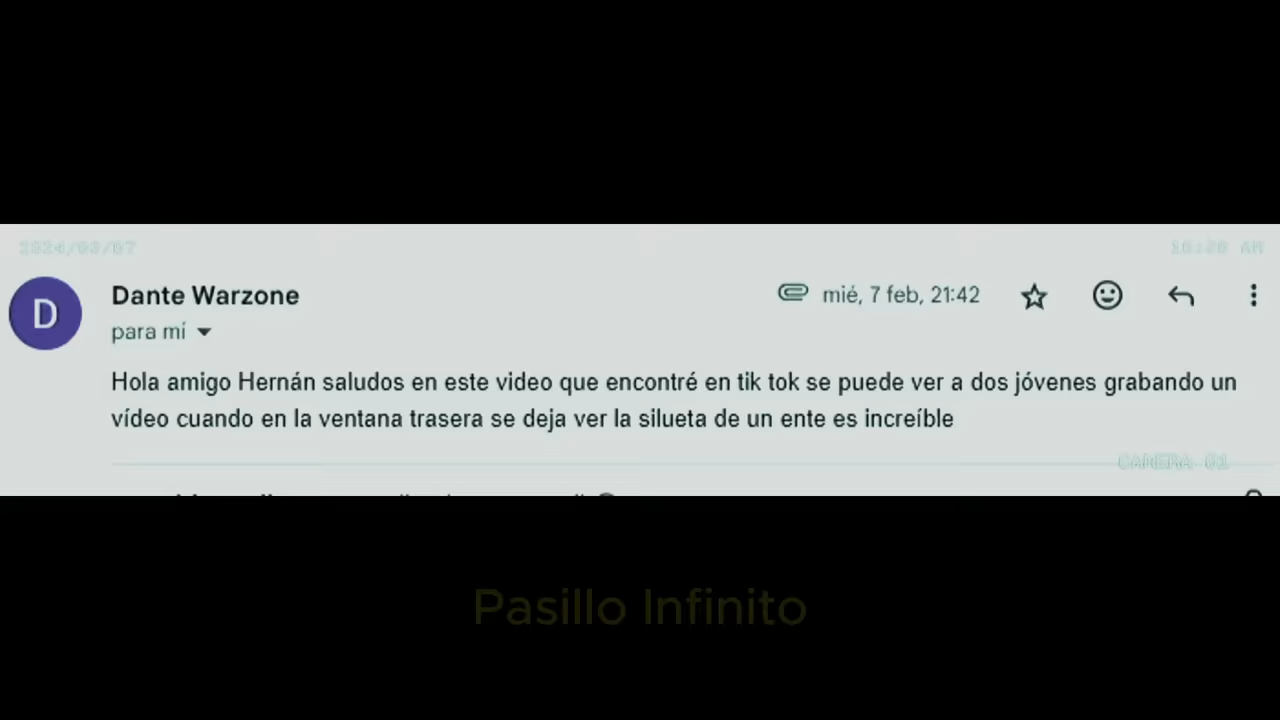 Dante Warzone
mié, 7 feb, 21:42
para mí
Hola amigo Hernán saludos en este video que encontré en tik tok se puede ver a dos jóvenes grabando un
vídeo cuando en la ventana trasera se deja ver la silueta de un ente es increíble
CAMERA 01
Pasillo Infinito